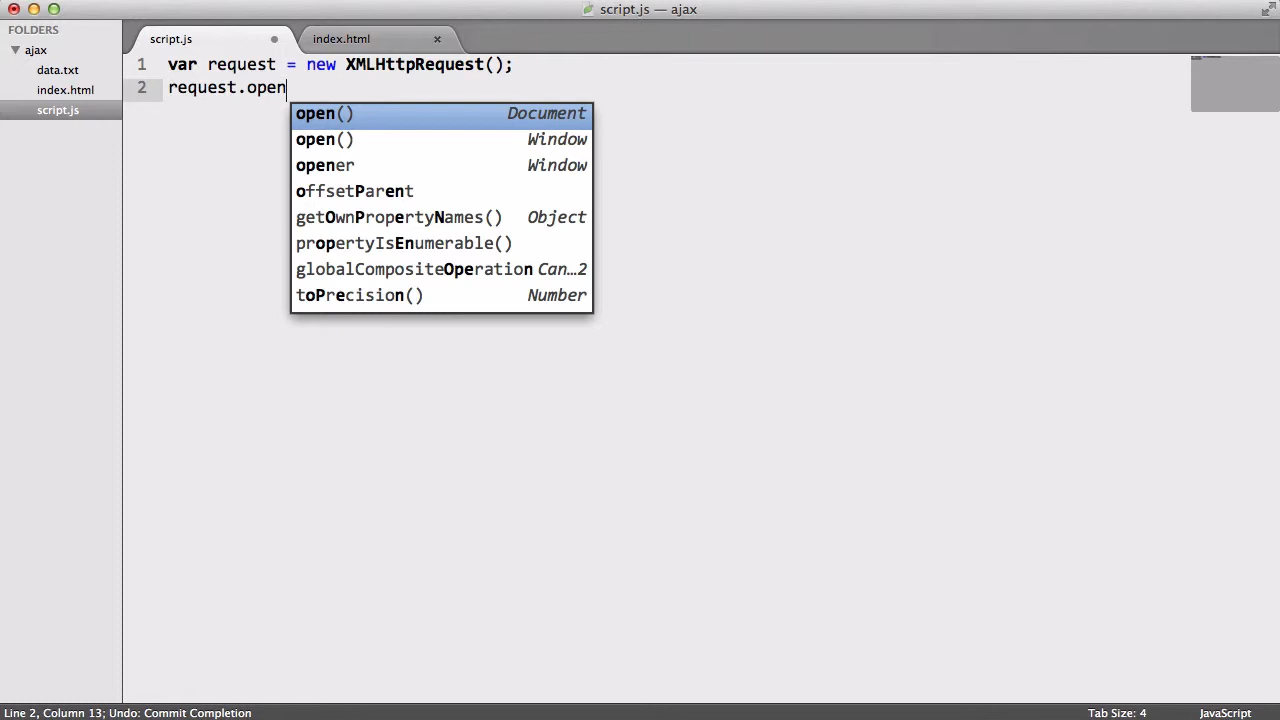 script.js — ajax
FOLDERS
ajax
data.txt
index.html
script.js
script.js
index.html
1 var request = new XMLHttpRequest();
2 request.open
open() Document
open() Window
opener Window
offsetParent
getOwnPropertyNames() Object
propertyIsEnumerable()
globalCompositeOperation Can…2
toPrecision() Number
Line 2, Column 13; Undo: Commit Completion
Tab Size: 4
JavaScript